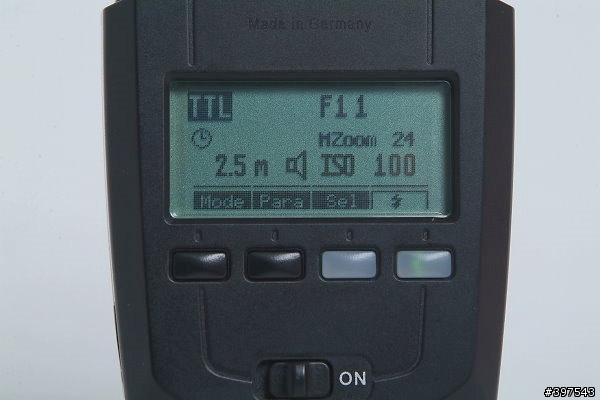 Made in Germany
TTL F11
MZoom 24
2.5 m ISO 100
Mode Para Sel
ON
#397543